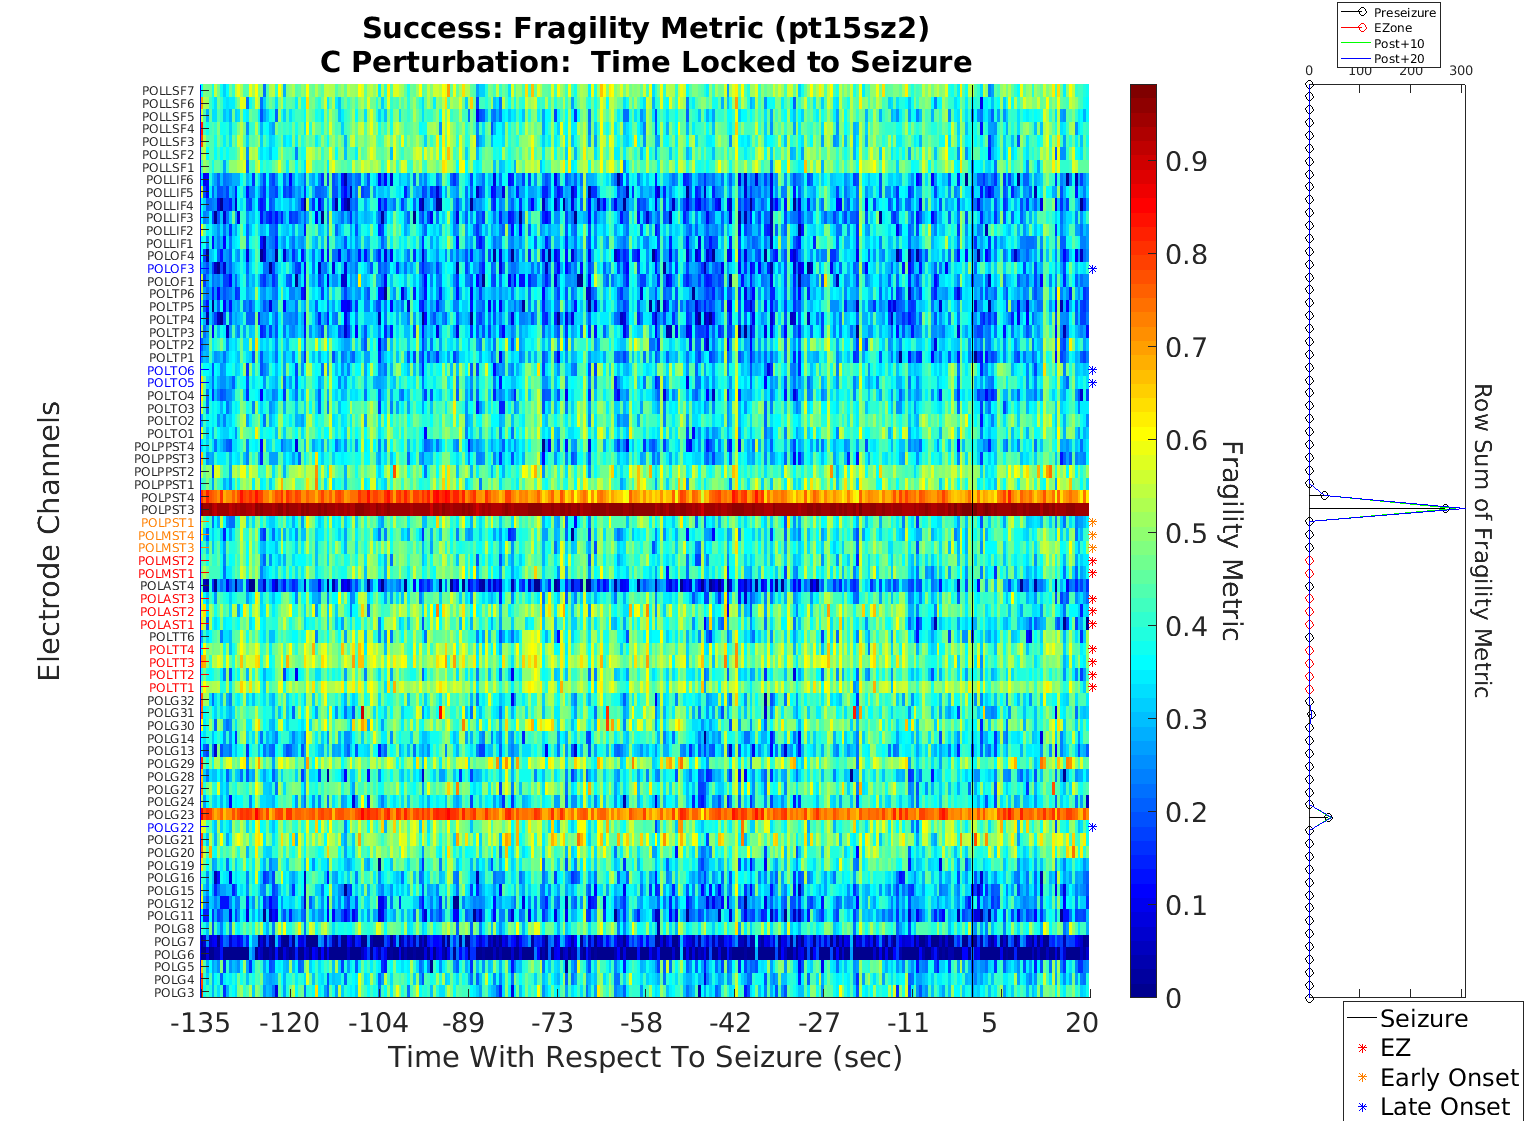 Success: Fragility Metric (pt15sz2)
C Perturbation:  Time Locked to Seizure
Preseizure
EZone
Post+10
Post+20
0 100 200 300
Electrode Channels
POLLSF7
POLLSF6
POLLSF5
POLLSF4
POLLSF3
POLLSF2
POLLSF1
POLLIF6
POLLIF5
POLLIF4
POLLIF3
POLLIF2
POLLIF1
POLOF4
POLOF3
POLOF1
POLTP6
POLTP5
POLTP4
POLTP3
POLTP2
POLTP1
POLTO6
POLTO5
POLTO4
POLTO3
POLTO2
POLTO1
POLPPST4
POLPPST3
POLPPST2
POLPPST1
POLPST4
POLPST3
POLPST1
POLMST4
POLMST3
POLMST2
POLMST1
POLAST4
POLAST3
POLAST2
POLAST1
POLTT6
POLTT4
POLTT3
POLTT2
POLTT1
POLG32
POLG31
POLG30
POLG14
POLG13
POLG29
POLG28
POLG27
POLG24
POLG23
POLG22
POLG21
POLG20
POLG19
POLG16
POLG15
POLG12
POLG11
POLG8
POLG7
POLG6
POLG5
POLG4
POLG3
-135 -120 -104 -89 -73 -58 -42 -27 -11 5 20
Time With Respect To Seizure (sec)
0.9
0.8
0.7
0.6
0.5
0.4
0.3
0.2
0.1
0
Fragility Metric
Row Sum of Fragility Metric
Seizure
EZ
Early Onset
Late Onset